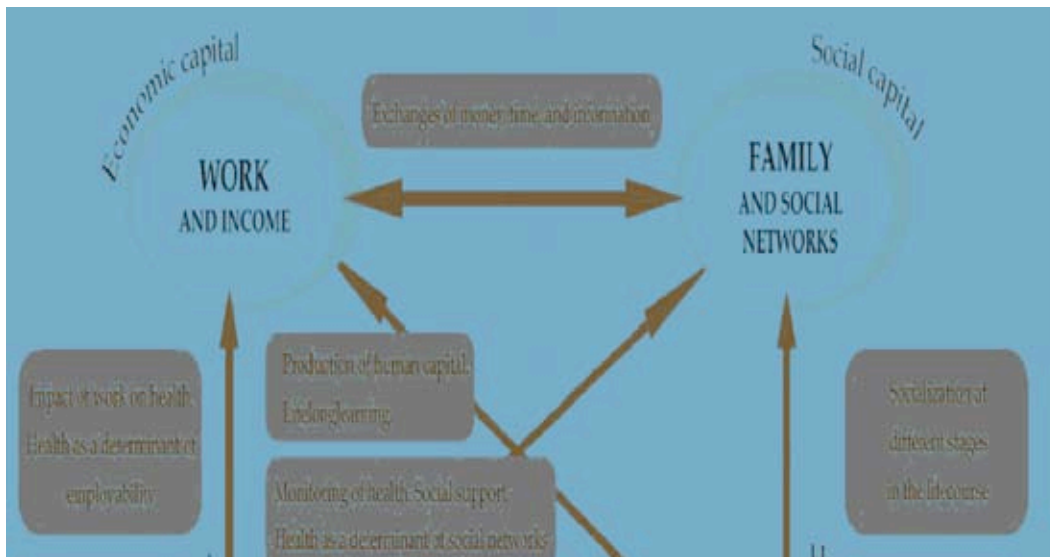 Economic capital
Social capital
Exchanges of money, time, and information
WORK
AND INCOME
FAMILY
AND SOCIAL
NETWORKS
Production of human capital.
Lifelong learning.
Impact of work on health.
Health as a determinant of
employability
Socialization at
different stages
in the lifecourse
Monitoring of health. Social support.
Health as a determinant of social networks